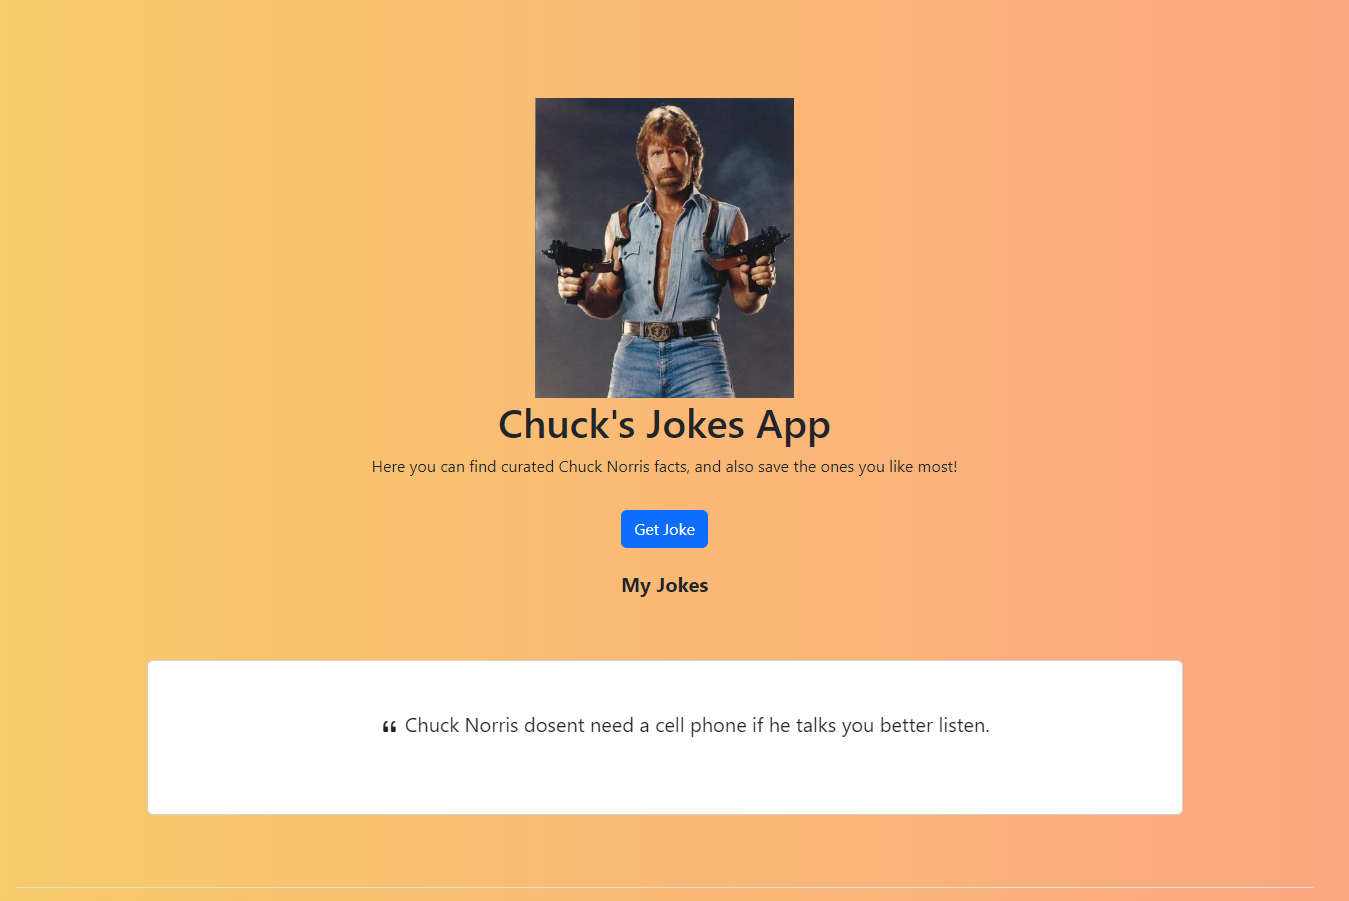 Chuck's Jokes App
Here you can find curated Chuck Norris facts, and also save the ones you like most!
Get Joke
My Jokes
“ Chuck Norris dosent need a cell phone if he talks you better listen.